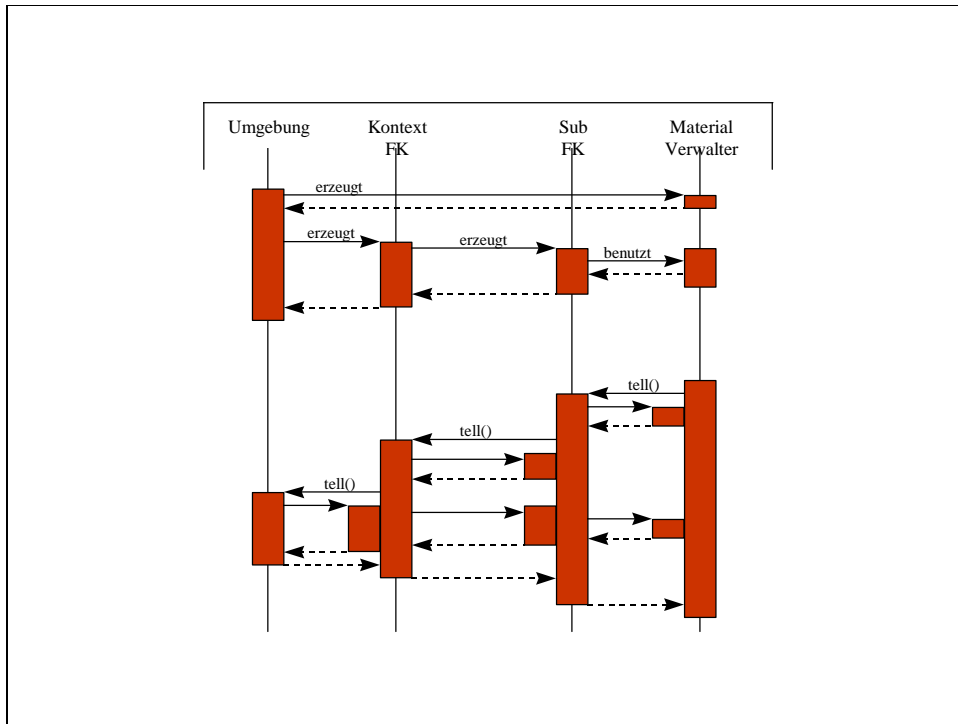 Umgebung
Kontext
FK
Sub
FK
Material
Verwalter
erzeugt
erzeugt
erzeugt
benutzt
tell()
tell()
tell()